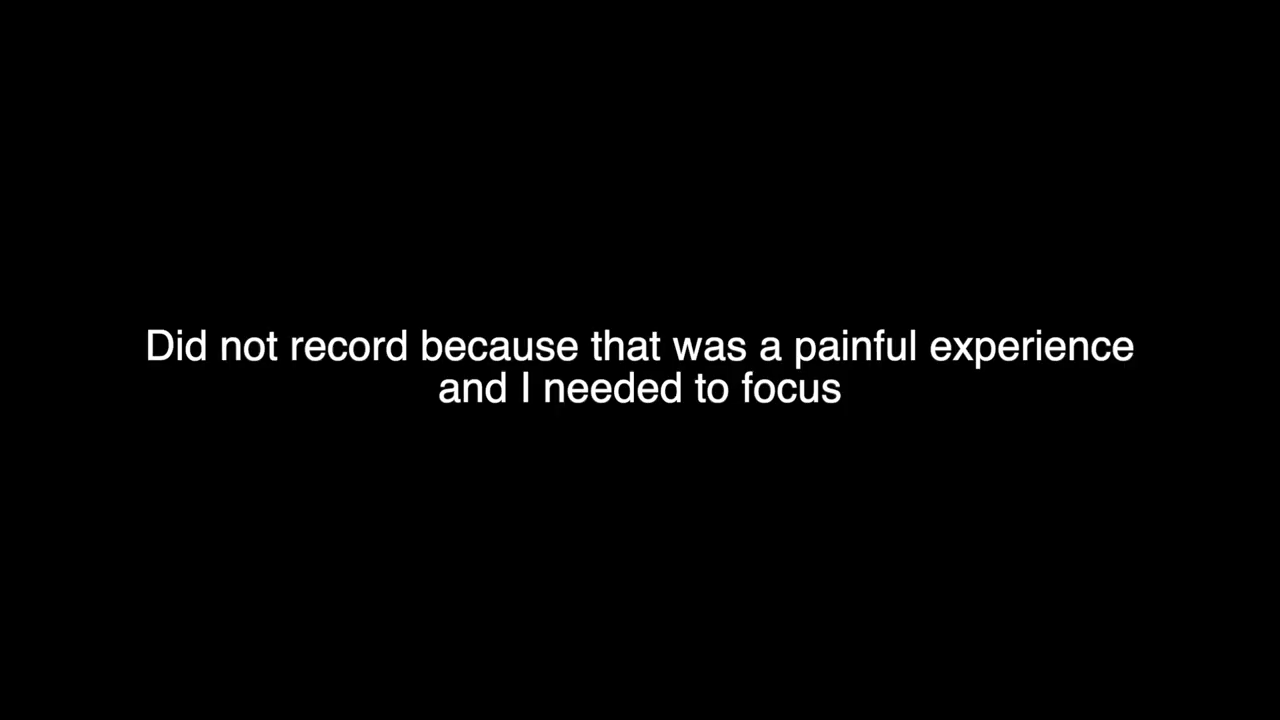 Did not record because that was a painful experience
and I needed to focus